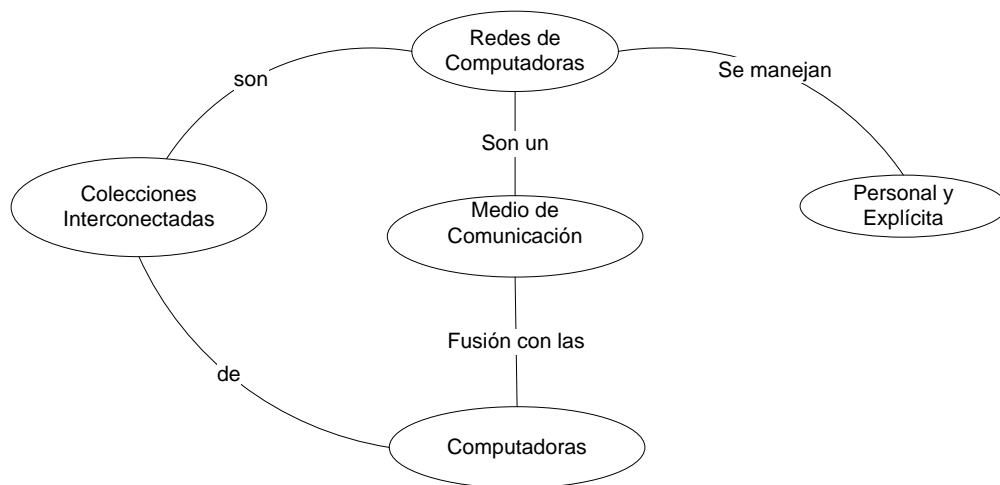 Redes de
Computadoras
son
Se manejan
Son un
Colecciones
Interconectadas
Medio de
Comunicación
Personal y
Explícita
Fusión con las
de
Computadoras